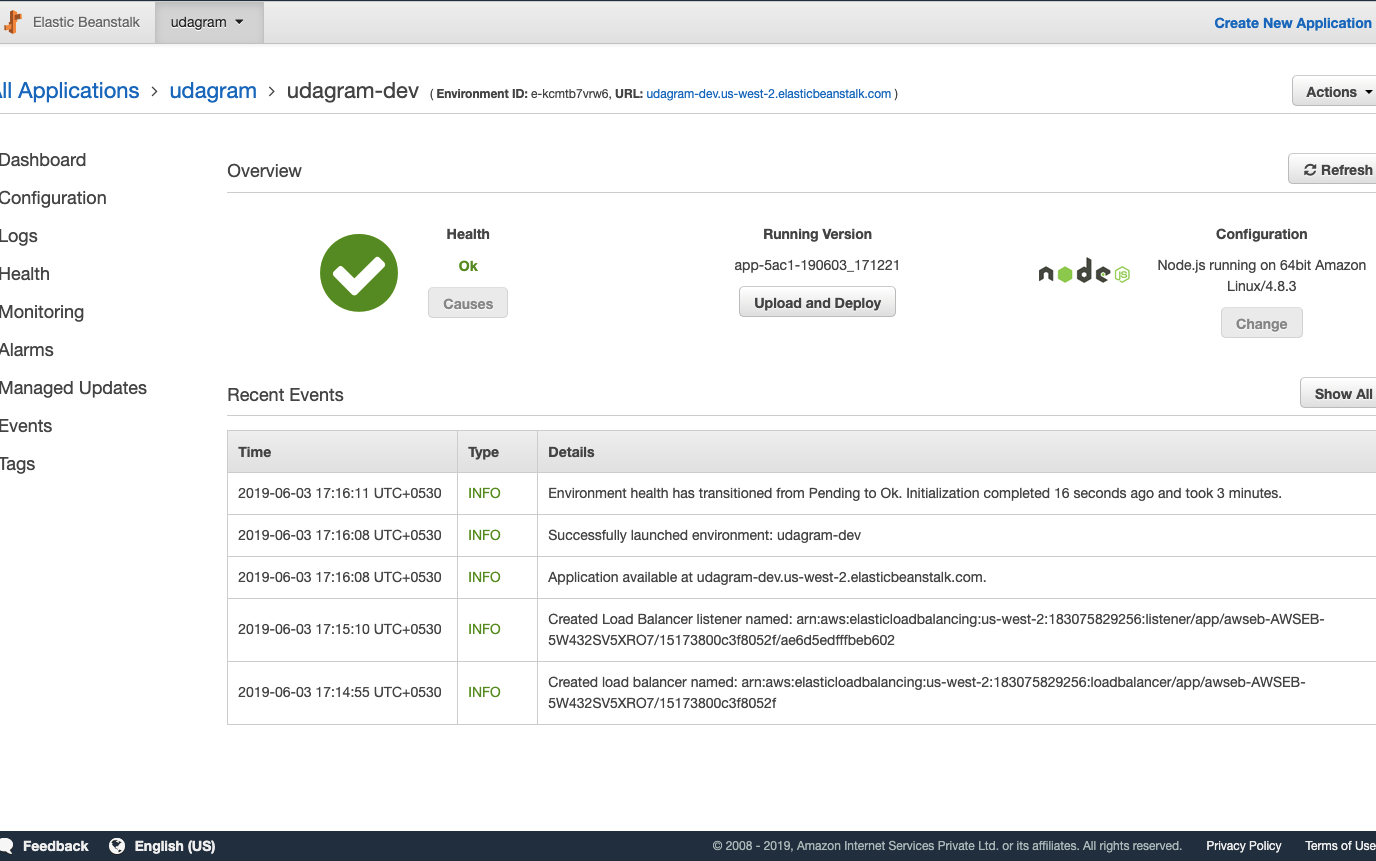 Elastic Beanstalk udagram Create New Application
ll Applications > udagram > udagram-dev ( Environment ID: e-kcmtb7vrw6, URL: udagram-dev.us-west-2.elasticbeanstalk.com )
Actions
Dashboard
Configuration
Logs
Health
Monitoring
Alarms
Managed Updates
Events
Tags
Overview
Refresh
Health
Ok
Causes
Running Version
app-5ac1-190603_171221
Upload and Deploy
node JS
Configuration
Node.js running on 64bit Amazon
Linux/4.8.3
Change
Recent Events
Show All
Time Type Details
2019-06-03 17:16:11 UTC+0530 INFO Environment health has transitioned from Pending to Ok. Initialization completed 16 seconds ago and took 3 minutes.
2019-06-03 17:16:08 UTC+0530 INFO Successfully launched environment: udagram-dev
2019-06-03 17:16:08 UTC+0530 INFO Application available at udagram-dev.us-west-2.elasticbeanstalk.com.
2019-06-03 17:15:10 UTC+0530 INFO Created Load Balancer listener named: arn:aws:elasticloadbalancing:us-west-2:183075829256:listener/app/awseb-AWSEB-
5W432SV5XRO7/15173800c3f8052f/ae6d5edfffbeb602
2019-06-03 17:14:55 UTC+0530 INFO Created load balancer named: arn:aws:elasticloadbalancing:us-west-2:183075829256:loadbalancer/app/awseb-AWSEB-
5W432SV5XRO7/15173800c3f8052f
Feedback English (US) © 2008 - 2019, Amazon Internet Services Private Ltd. or its affiliates. All rights reserved. Privacy Policy Terms of Use